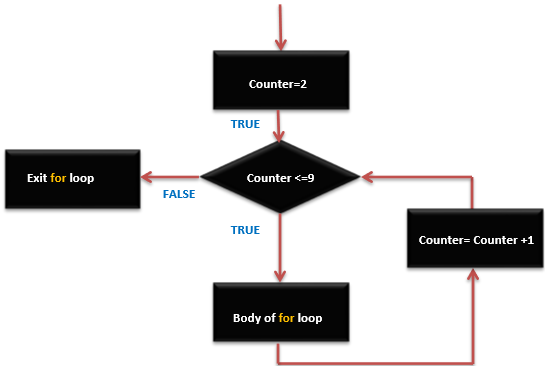 Counter=2
TRUE
Counter <=9
Exit for loop
FALSE
TRUE
Counter= Counter +1
Body of for loop